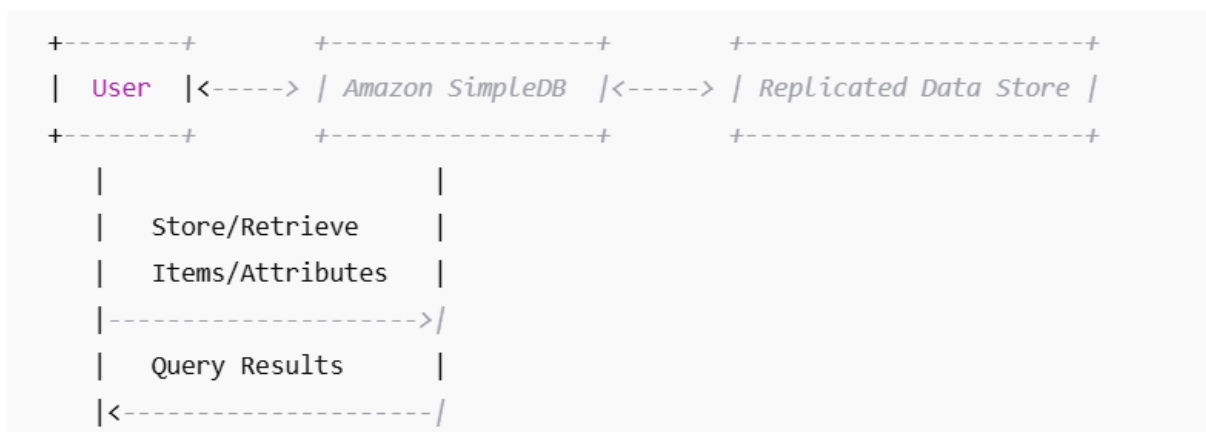 +--------+        +------------------+        +-----------------------+
|  User  |<-----> | Amazon SimpleDB  |<-----> | Replicated Data Store |
+--------+        +------------------+        +-----------------------+
   |                      |
   |   Store/Retrieve     |
   |   Items/Attributes   |
   |--------------------->|
   |   Query Results      |
   |<---------------------|